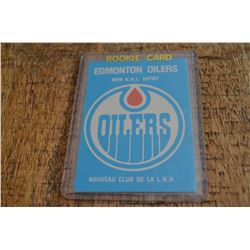 ROOKIE CARD
EDMONTON OILERS
NEW N.H.L. ENTRY
OILERS
NOUVEAU CLUB DE LA L.N.H.